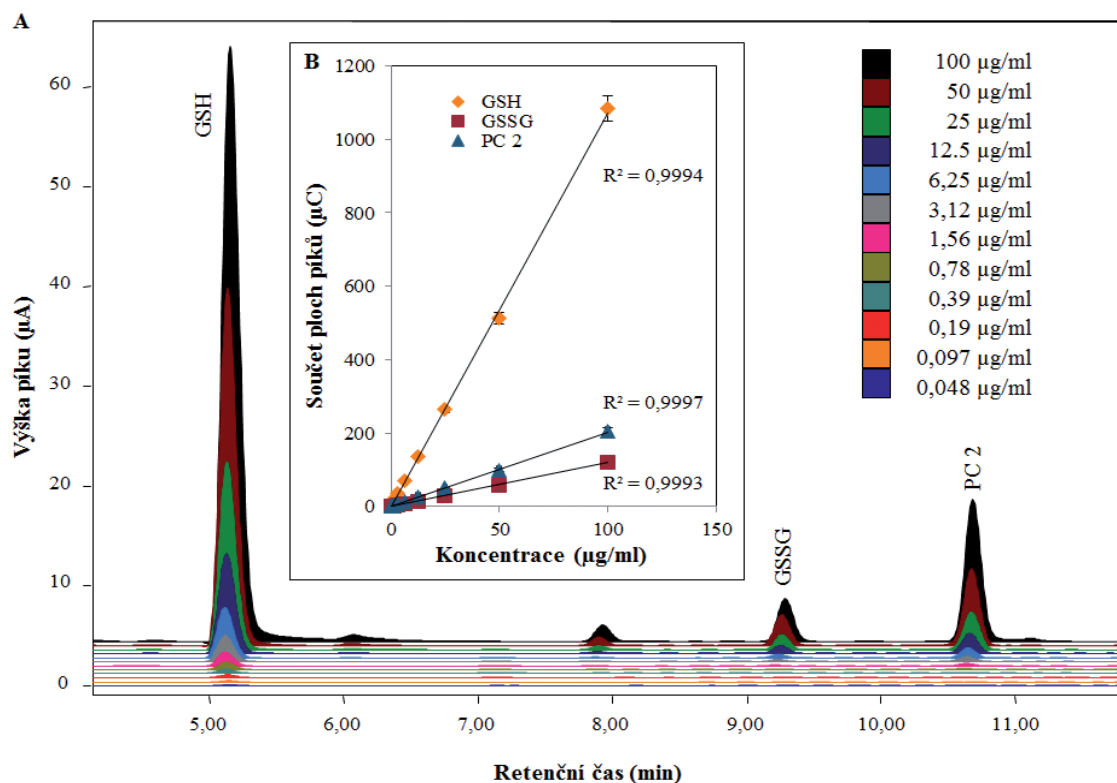 A
60
50
40
30
20
10
0
Výška píku (µA)
GSH
GSSG
PC 2
5,00
6,00
7,00
8,00
9,00
10,00
11,00
Retenční čas (min)
B
1200
1000
800
600
400
200
0
Součet ploch píků (µC)
GSH
GSSG
PC 2
R² = 0,9994
R² = 0,9997
R² = 0,9993
0
50
100
150
Koncentrace (µg/ml)
100 µg/ml
50 µg/ml
25 µg/ml
12.5 µg/ml
6,25 µg/ml
3,12 µg/ml
1,56 µg/ml
0,78 µg/ml
0,39 µg/ml
0,19 µg/ml
0,097 µg/ml
0,048 µg/ml